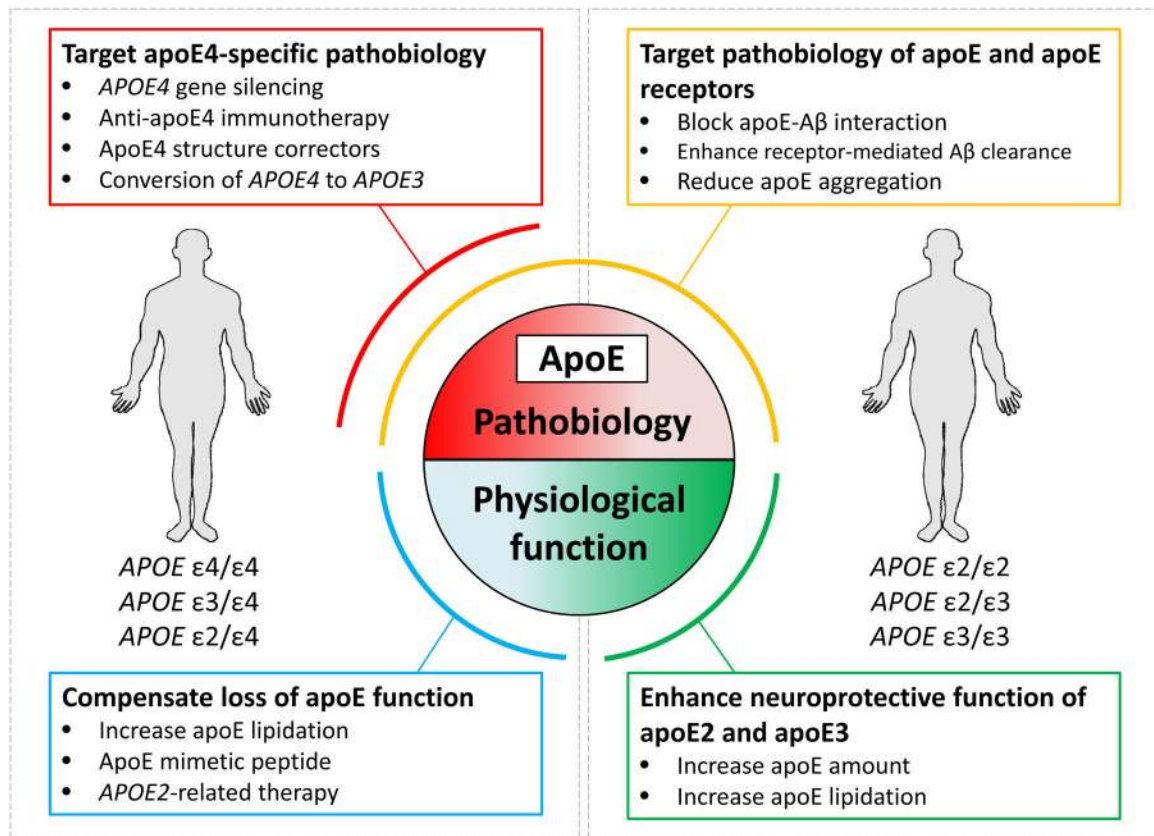 Target apoE4-specific pathobiology
• APOE4 gene silencing
• Anti-apoE4 immunotherapy
• ApoE4 structure correctors
• Conversion of APOE4 to APOE3
Target pathobiology of apoE and apoE
receptors
• Block apoE-Aβ interaction
• Enhance receptor-mediated Aβ clearance
• Reduce apoE aggregation
ApoE
Pathobiology
Physiological
function
APOE ε4/ε4
APOE ε3/ε4
APOE ε2/ε4
APOE ε2/ε2
APOE ε2/ε3
APOE ε3/ε3
Compensate loss of apoE function
• Increase apoE lipidation
• ApoE mimetic peptide
• APOE2-related therapy
Enhance neuroprotective function of
apoE2 and apoE3
• Increase apoE amount
• Increase apoE lipidation